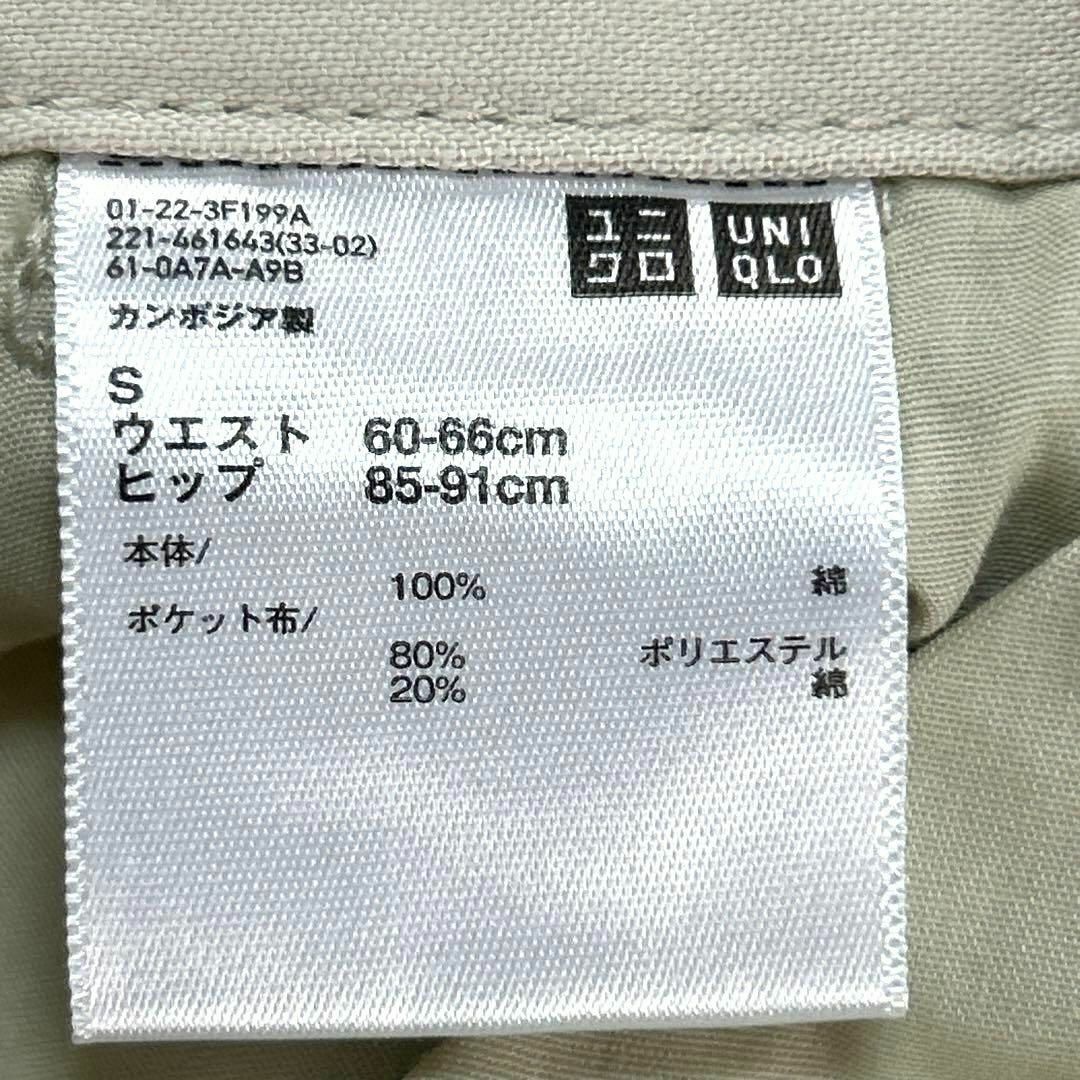 01-22-3F199A
221-461643(33-02)
61-0A7A-A9B
カンボジア製
ユニクロ
UNIQLO
S
ウエスト 60-66cm
ヒップ 85-91cm
本体/
100% 綿
ポケット布/
80% ポリエステル
20% 綿